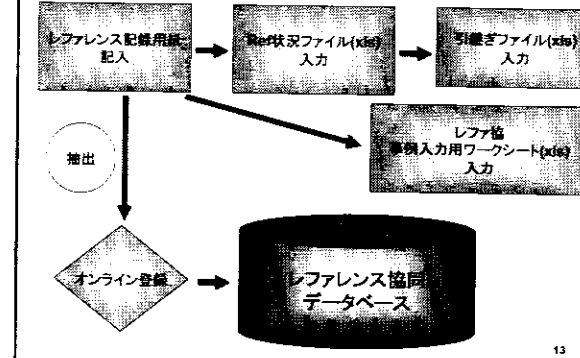 レファレンス記録用紙
記入
Ref状況ファイル(xls)
入力
引継ぎファイル(xls)
入力
レファ協
事例入力用ワークシート(xls)
入力
抽出
オンライン登録
レファレンス協同
データベース
13